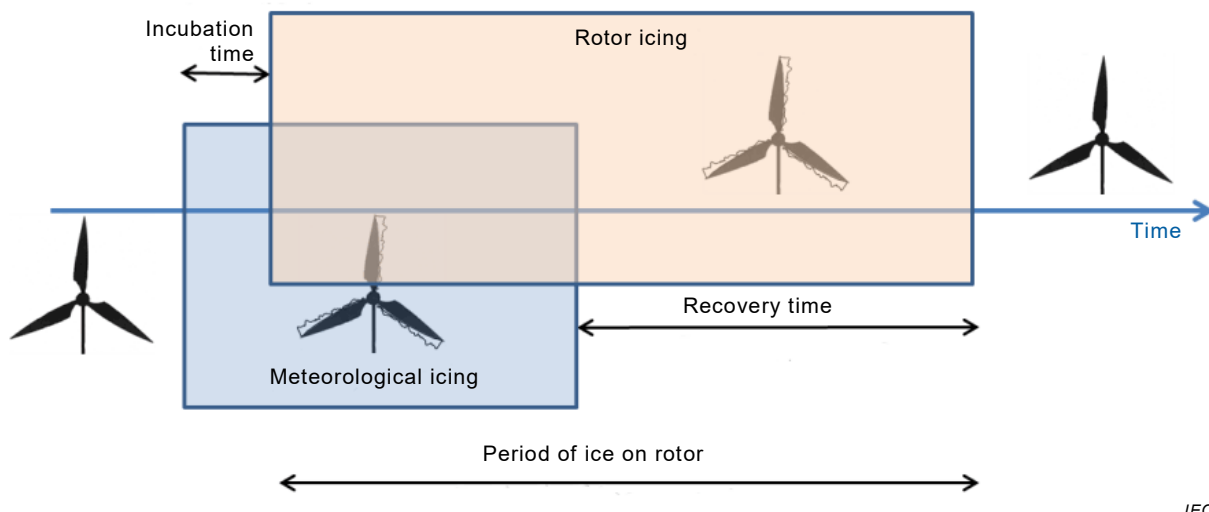 Incubation
time
Rotor icing
Time
Recovery time
Meteorological icing
Period of ice on rotor